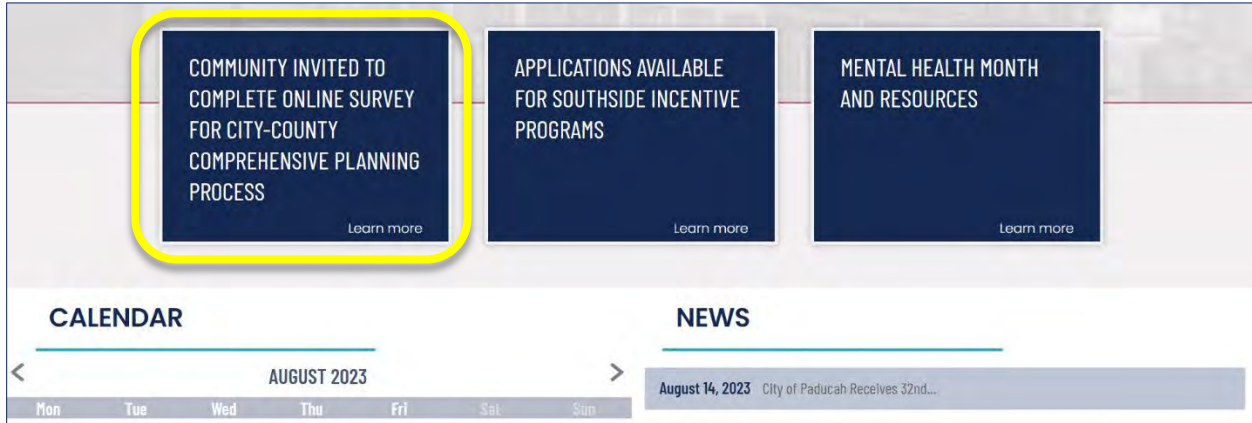 COMMUNITY INVITED TO
COMPLETE ONLINE SURVEY
FOR CITY-COUNTY
COMPREHENSIVE PLANNING
PROCESS
Learn more
APPLICATIONS AVAILABLE
FOR SOUTHSIDE INCENTIVE
PROGRAMS
Learn more
MENTAL HEALTH MONTH
AND RESOURCES
Learn more
CALENDAR
< AUGUST 2023 >
Mon Tue Wed Thu Fri Sat Sun
NEWS
August 14, 2023 City of Paducah Receives 32nd...